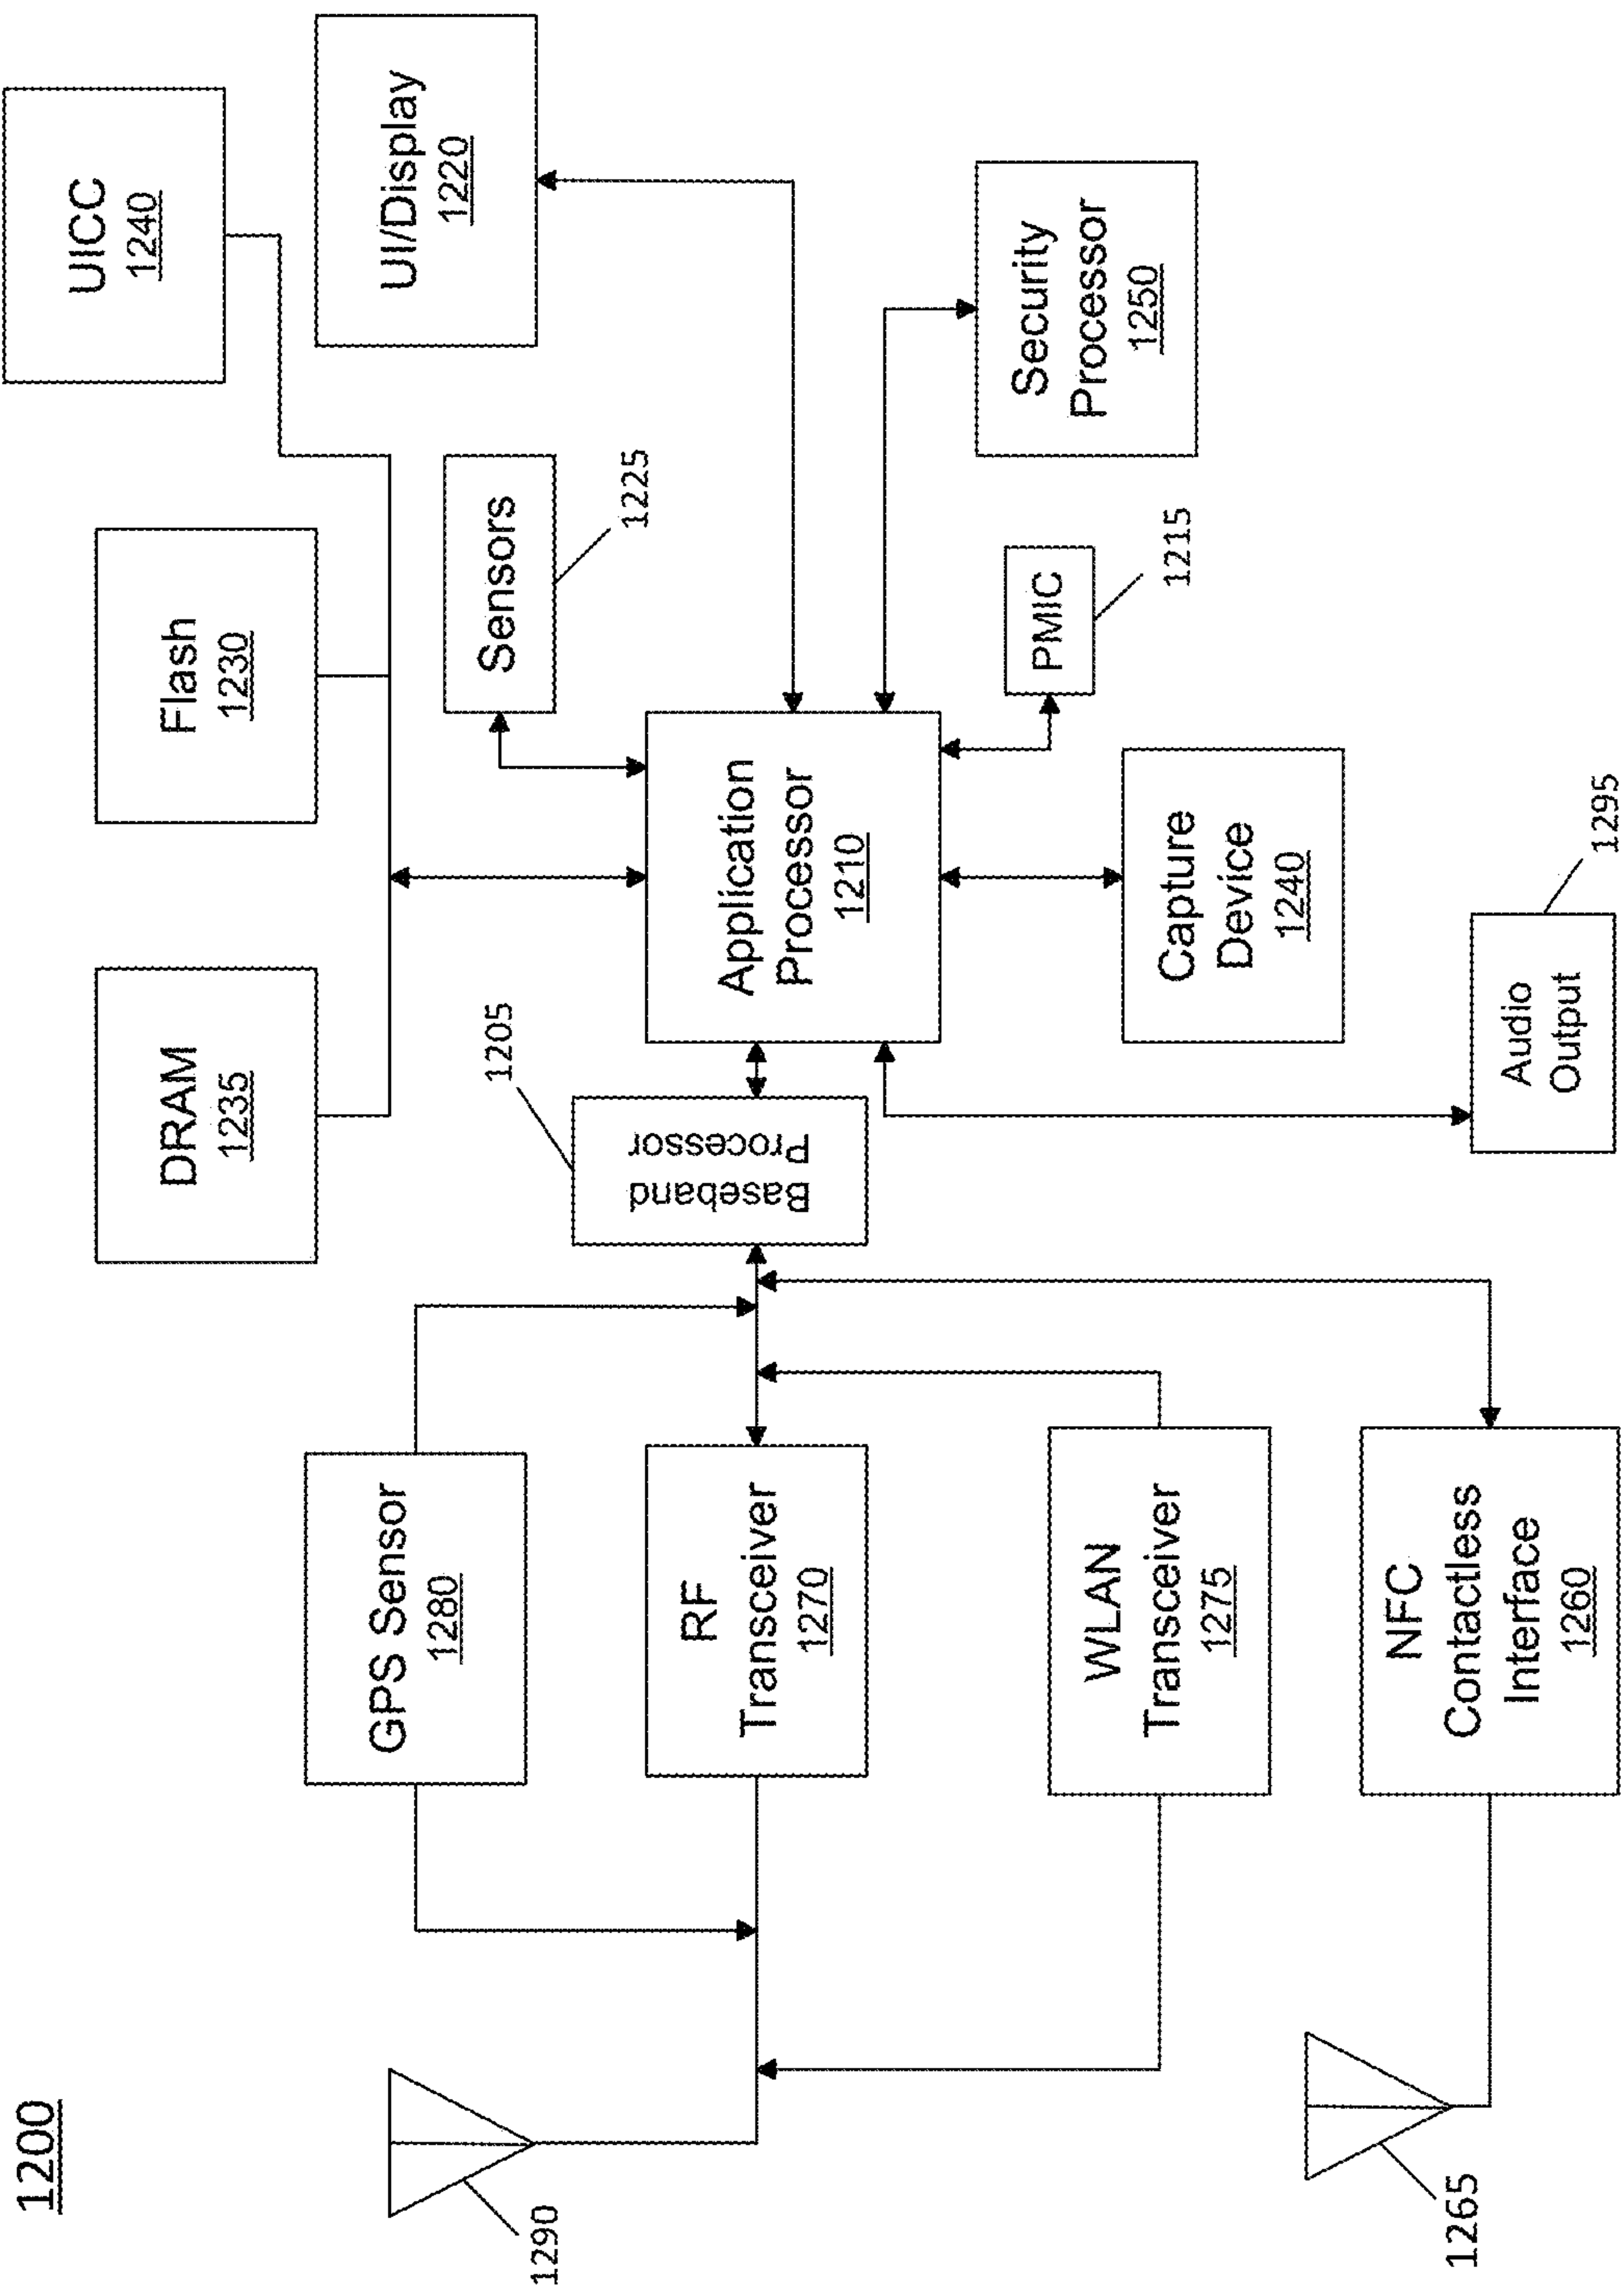 1200
UICC
1240
Flash
1230
DRAM
1235
UI/Display
1220
Sensors
1225
GPS Sensor
1280
1205
Baseband
Processor
Application
Processor
1210
RF
Transceiver
1270
1290
Security
Processor
1250
PMIC
1215
WLAN
Transceiver
1275
Capture
Device
1240
NFC
Contactless
Interface
1260
1265
Audio
Output
1295